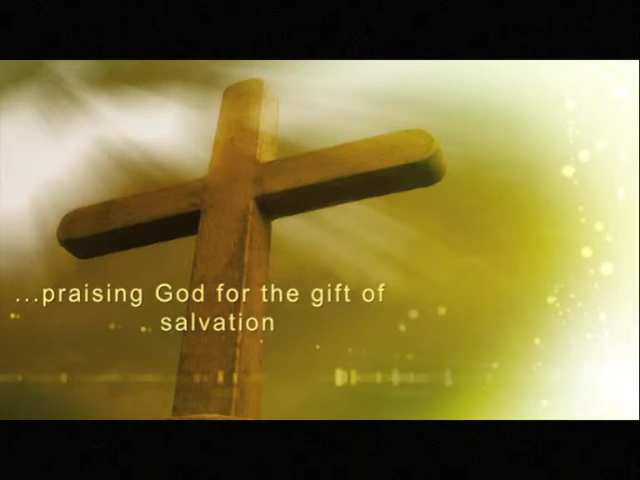 ...praising God for the gift of
salvation